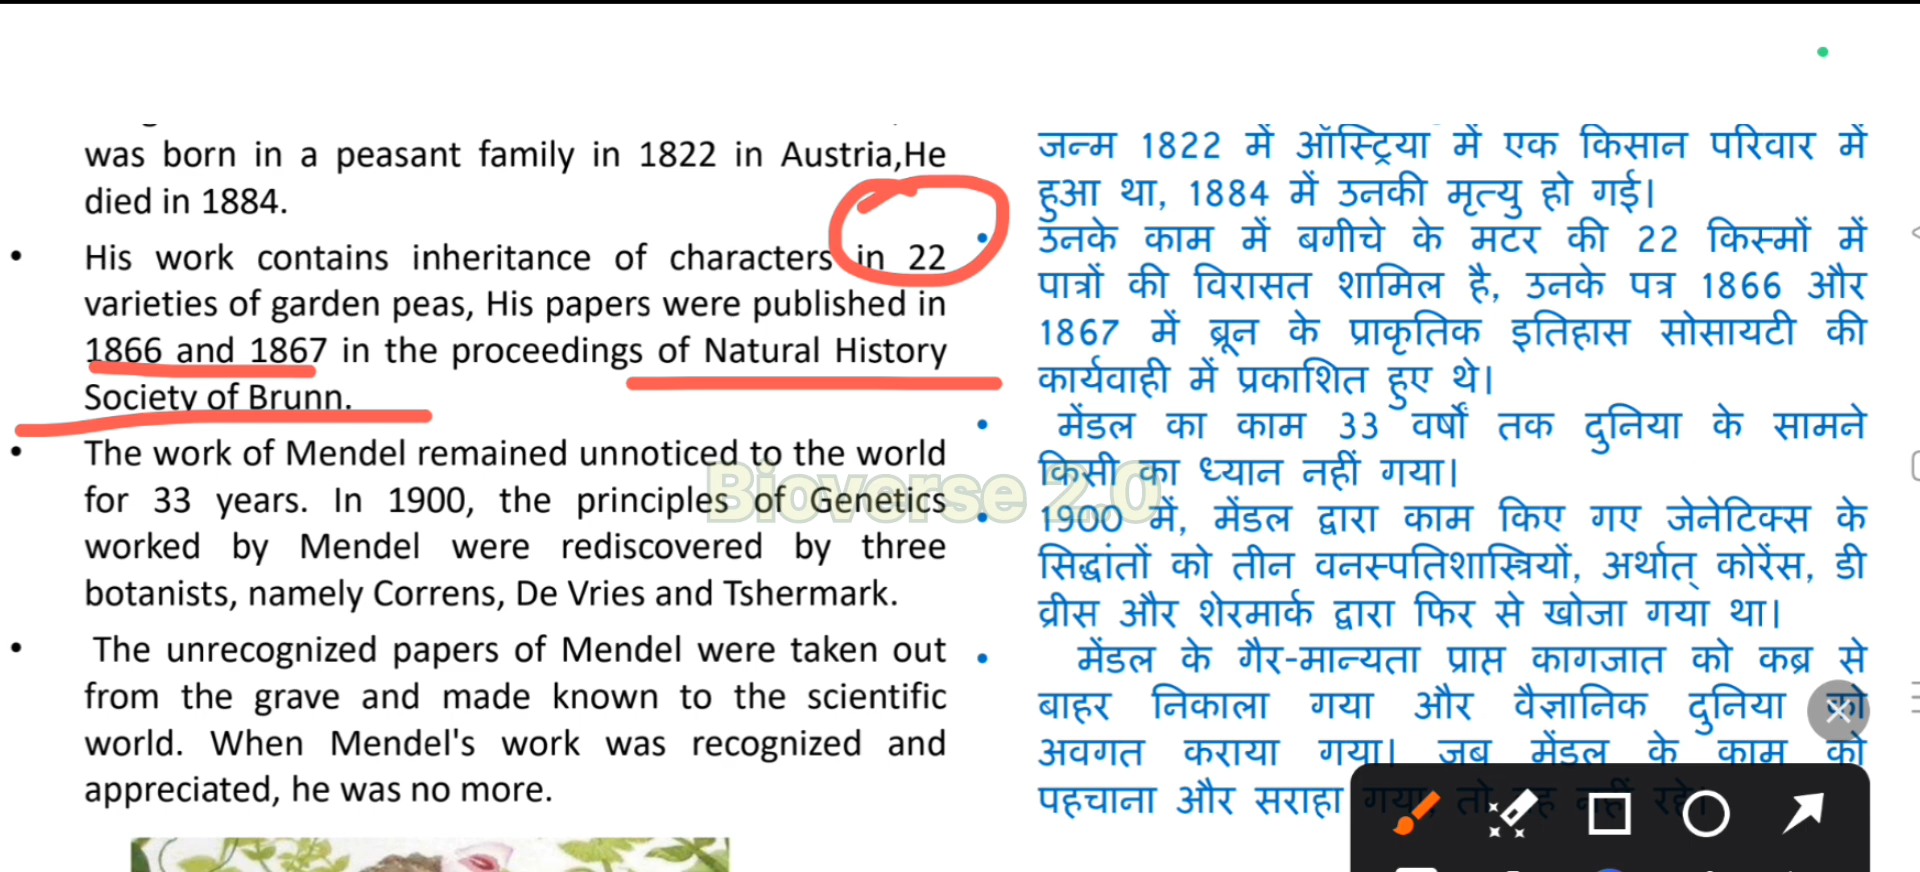 was born in a peasant family in 1822 in Austria,He
died in 1884.
• His work contains inheritance of characters in 22
varieties of garden peas, His papers were published in
1866 and 1867 in the proceedings of Natural History
Society of Brunn.
• The work of Mendel remained unnoticed to the world
for 33 years. In 1900, the principles of Genetics
worked by Mendel were rediscovered by three
botanists, namely Correns, De Vries and Tshermark.
• The unrecognized papers of Mendel were taken out
from the grave and made known to the scientific
world. When Mendel's work was recognized and
appreciated, he was no more.
जन्म 1822 में ऑस्ट्रिया में एक किसान परिवार में
हुआ था, 1884 में उनकी मृत्यु हो गई।
• उनके काम में बगीचे के मटर की 22 किस्मों में
पात्रों की विरासत शामिल है, उनके पत्र 1866 और
1867 में ब्रून के प्राकृतिक इतिहास सोसायटी की
कार्यवाही में प्रकाशित हुए थे।
• मेंडल का काम 33 वर्षों तक दुनिया के सामने
किसी का ध्यान नहीं गया।
• 1900 में, मेंडल द्वारा काम किए गए जेनेटिक्स के
सिद्धांतों को तीन वनस्पतिशास्त्रियों, अर्थात् कोरेंस, डी
व्रीस और शेरमार्क द्वारा फिर से खोजा गया था।
• मेंडल के गैर-मान्यता प्राप्त कागजात को कब्र से
बाहर निकाला गया और वैज्ञानिक दुनिया को
अवगत कराया गया। जब मेंडल के काम को
पहचाना और सराहा गया, तो वह नहीं रहे।
Bioverse 2.0